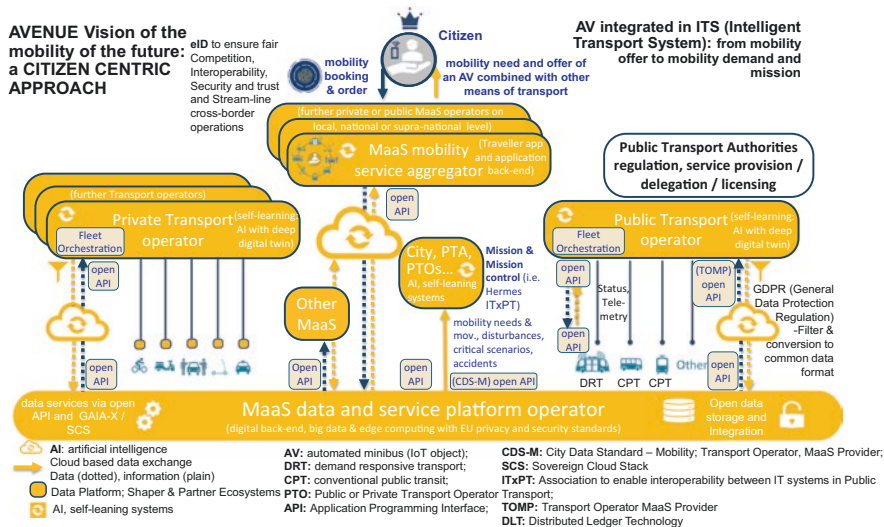 AVENUE Vision of the
mobility of the future:
a CITIZEN CENTRIC
APPROACH
eID to ensure fair
Competition,
Interoperability,
Security and trust
and Stream-line
cross-border
operations
mobility
booking
& order
Citizen
mobility need and offer of
an AV combined with other
means of transport
AV integrated in ITS (Intelligent
Transport System): from mobility
offer to mobility demand and
mission
(further private or public MaaS operators on
local, national or supra-national level)
MaaS mobility
service aggregator
(Traveller app
and application
back-end)
Public Transport Authorities
regulation, service provision /
delegation / licensing
(further Transport operators)
Private Transport
operator
(self-learning:
AI with deep
digital twin)
Fleet
Orchestration
open
API
open
API
open
API
City, PTA,
PTOs...
AI, self-leaning
systems
Mission &
Mission
control (i.e.
Hermes
ITxPT)
Other
MaaS
mobility needs &
mov., disturbances,
critical scenarios,
accidents
Open
API
open
API
(CDS-M) open API
Public Transport
operator
(self-learning:
AI with deep
digital twin)
Fleet
Orchestration
open
API
open
API
Status,
Tele-
metry
(TOMP)
open
API
open
API
GDPR (General
Data Protection
Regulation)
-Filter &
conversion to
common data
format
DRT
CPT
CPT
Other
data services via open
API and GAIA-X /
SCS
MaaS data and service platform operator
(digital back-end, big data & edge computing with EU privacy and security standards)
Open data
storage and
Integration
AI: artificial intelligence
Cloud based data exchange
Data (dotted), information (plain)
Data Platform; Shaper & Partner Ecosystems
AI, self-leaning systems
AV: automated minibus (IoT object);
DRT: demand responsive transport;
CPT: conventional public transit;
PTO: Public or Private Transport Operator
API: Application Programming Interface;
CDS-M: City Data Standard – Mobility; Transport Operator, MaaS Provider;
SCS: Sovereign Cloud Stack
ITxPT: Association to enable interoperability between IT systems in Public
Transport;
TOMP: Transport Operator MaaS Provider
DLT: Distributed Ledger Technology